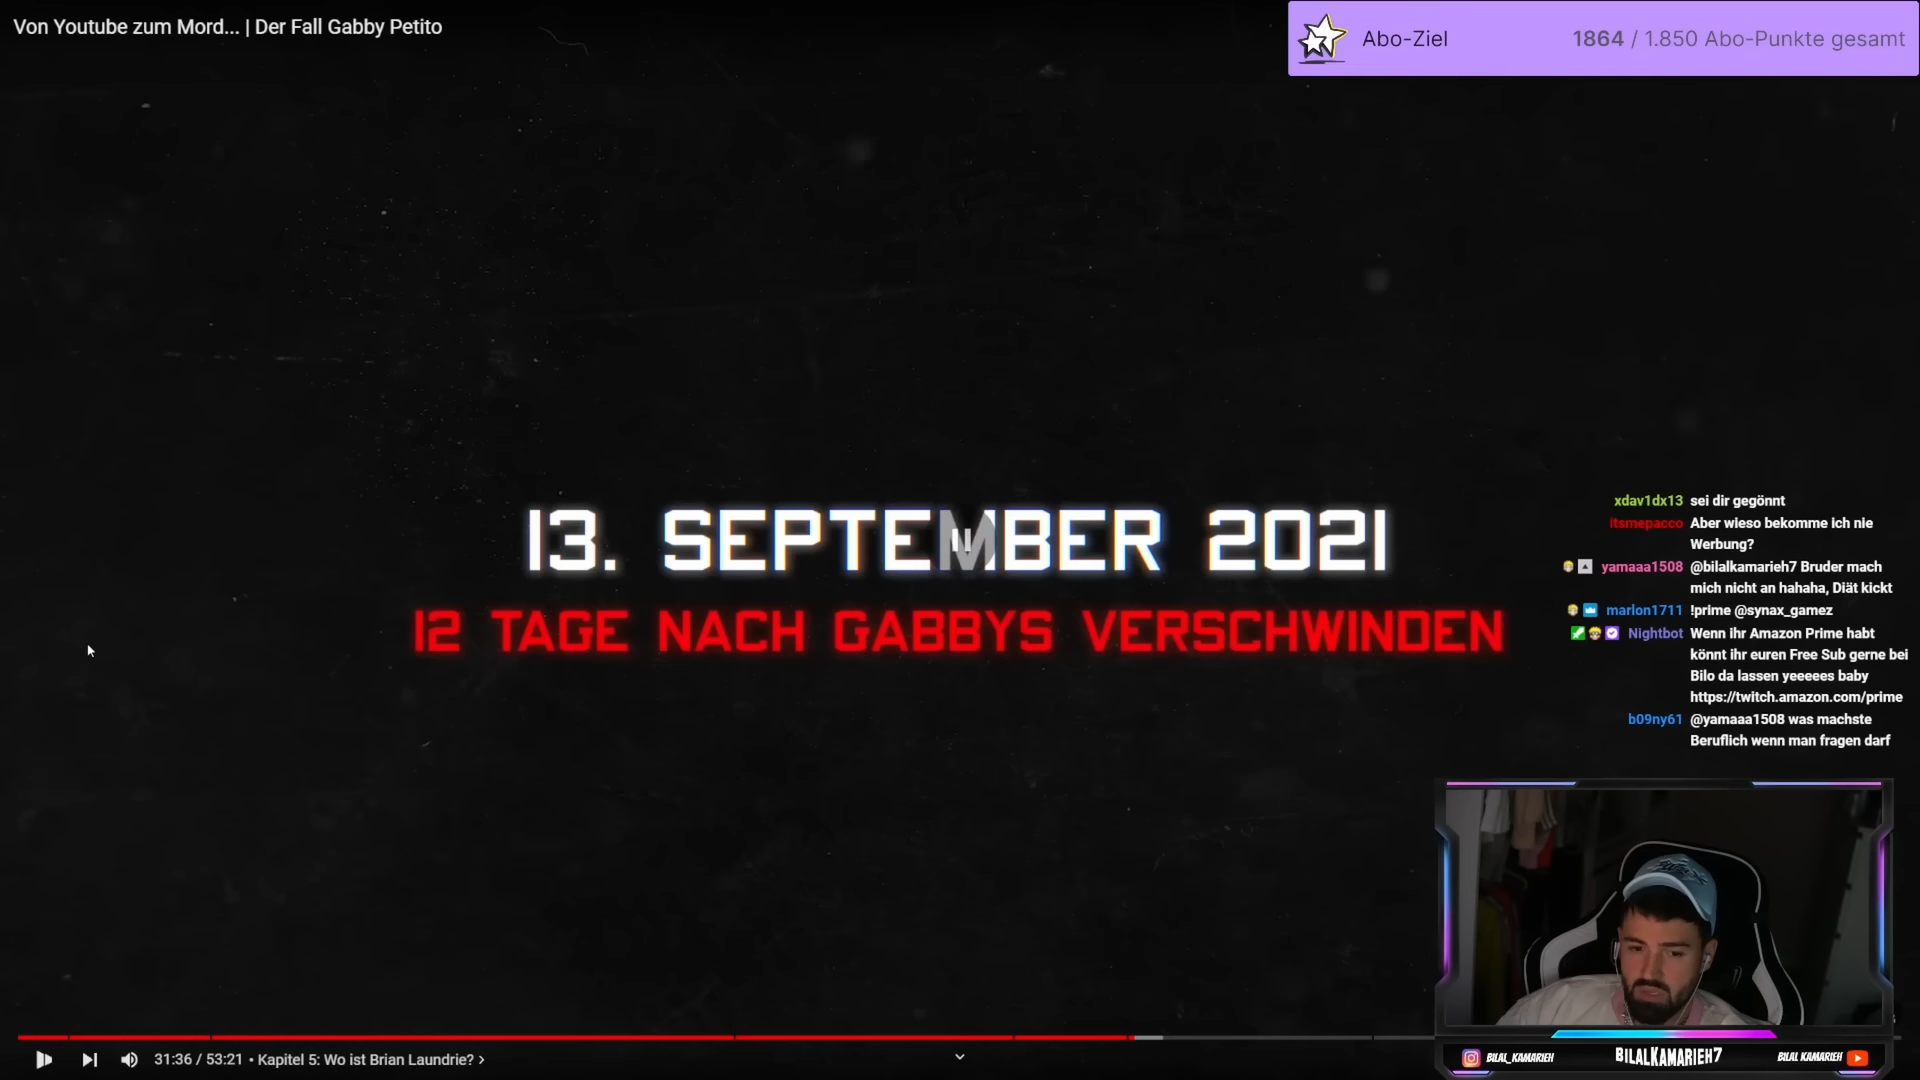 Von Youtube zum Mord... | Der Fall Gabby Petito
Abo-Ziel 1864 / 1.850 Abo-Punkte gesamt
13. SEPTEMBER 2021
12 TAGE NACH GABBYS VERSCHWINDEN
xdav1dx13 sei dir gegönnt
itsmepacco Aber wieso bekomme ich nie
Werbung?
yamaaa1508 @bilalkamarieh7 Bruder mach
mich nicht an hahaha, Diät kickt
marlon1711 !prime @synax_gamez
Nightbot Wenn ihr Amazon Prime habt
könnt ihr euren Free Sub gerne bei
Bilo da lassen yeeeees baby
https://twitch.amazon.com/prime
b09ny61 @yamaaa1508 was machste
Beruflich wenn man fragen darf
31:36 / 53:21 • Kapitel 5: Wo ist Brian Laundrie? >
BILAL_KAMARIEH BILALKAMARIEH7 BILAL KAMARIEH